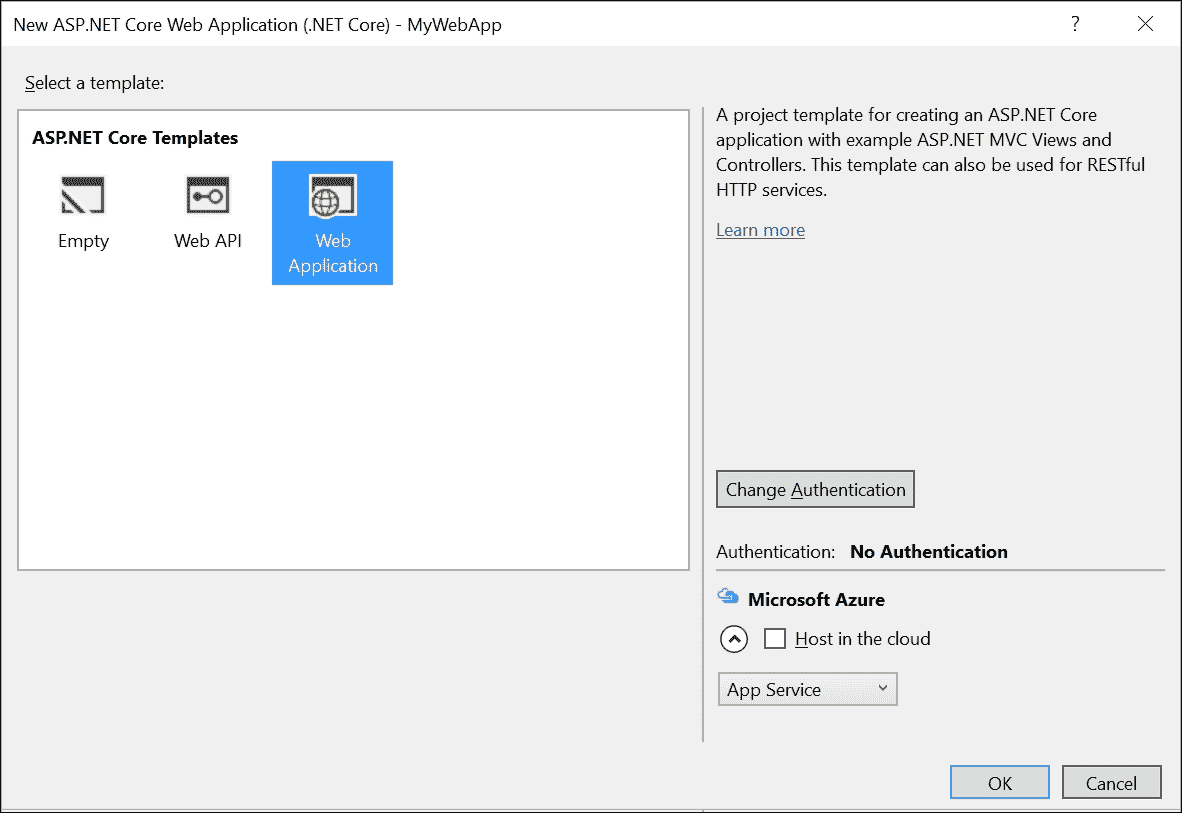 New ASP.NET Core Web Application (.NET Core) - MyWebApp
?
Select a template:
ASP.NET Core Templates
Empty
Web API
Web
Application
A project template for creating an ASP.NET Core
application with example ASP.NET MVC Views and
Controllers. This template can also be used for RESTful
HTTP services.
Learn more
Change Authentication
Authentication: No Authentication
Microsoft Azure
Host in the cloud
App Service
OK
Cancel